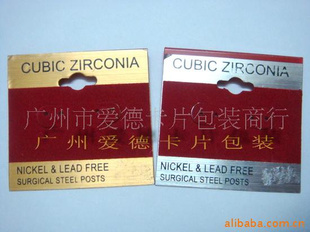 CUBIC ZIRCONIA
CUBIC ZIRCONIA
广州市爱德卡片包装商行
广州爱德卡片包装
NICKEL & LEAD FREE
SURGICAL STEEL POSTS
NICKEL & LEAD FREE
SURGICAL STEEL POSTS
alibaba.com.cn